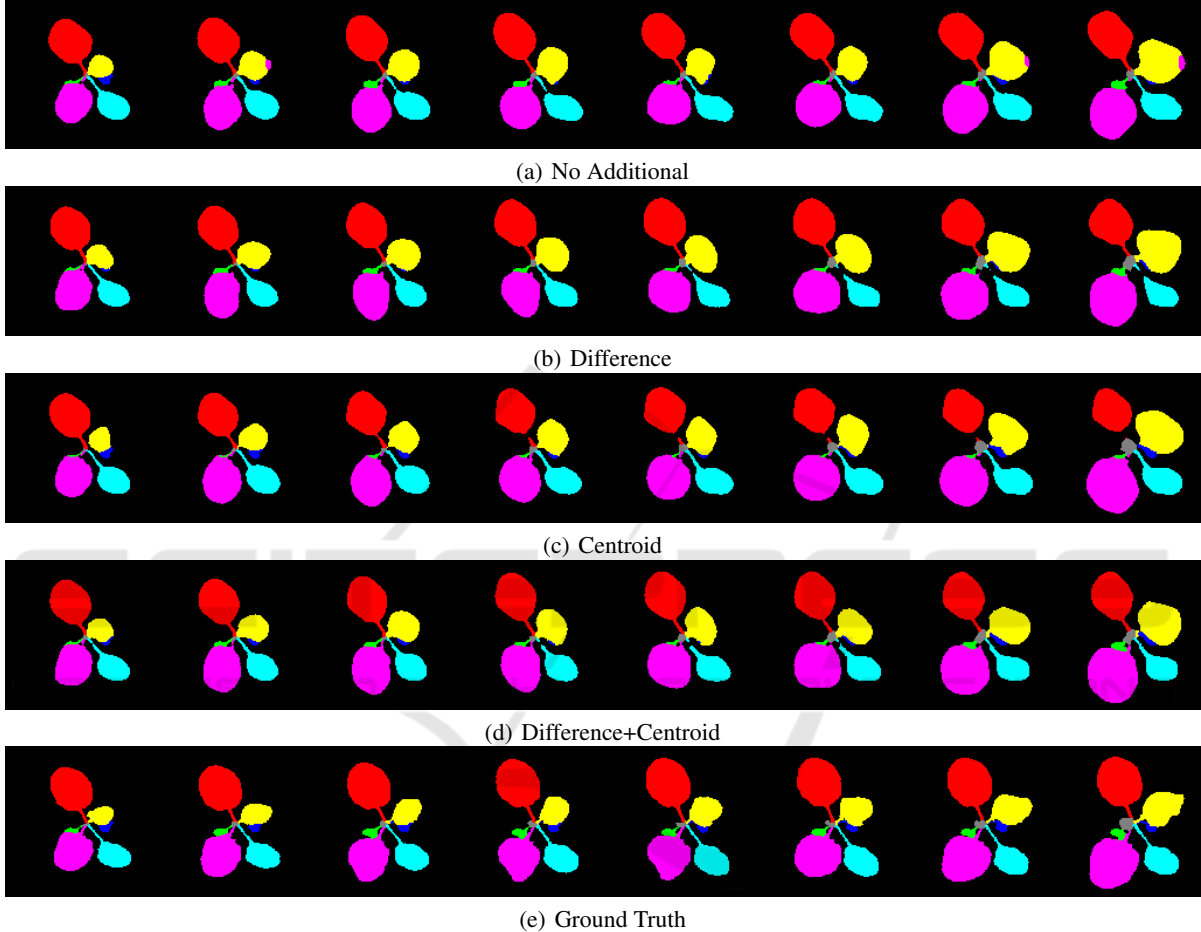 (a) No Additional
(b) Difference
(c) Centroid
(d) Difference+Centroid
(e) Ground Truth